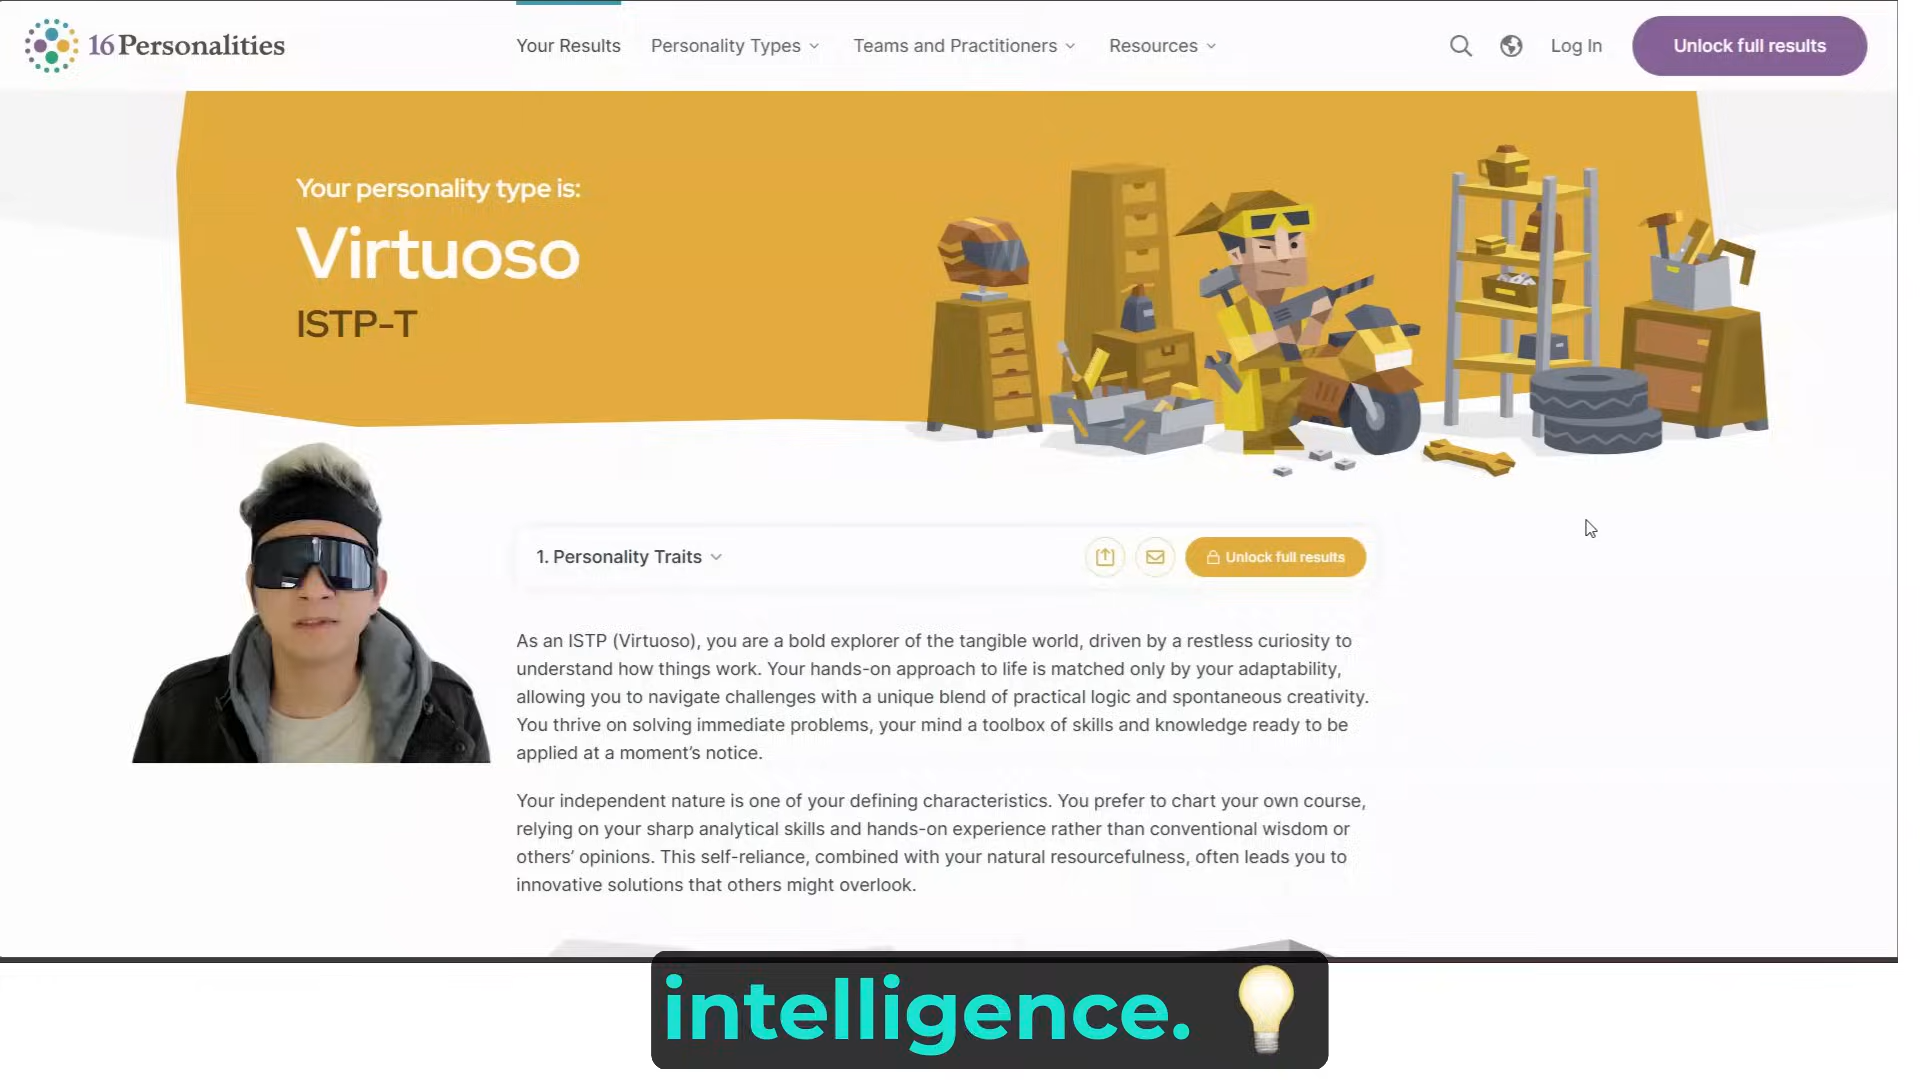 16Personalities
Your Results
Personality Types
Teams and Practitioners
Resources
Log In
Unlock full results
Your personality type is:
Virtuoso
ISTP-T
1. Personality Traits
Unlock full results
As an ISTP (Virtuoso), you are a bold explorer of the tangible world, driven by a restless curiosity to
understand how things work. Your hands-on approach to life is matched only by your adaptability,
allowing you to navigate challenges with a unique blend of practical logic and spontaneous creativity.
You thrive on solving immediate problems, your mind a toolbox of skills and knowledge ready to be
applied at a moment’s notice.
Your independent nature is one of your defining characteristics. You prefer to chart your own course,
relying on your sharp analytical skills and hands-on experience rather than conventional wisdom or
others’ opinions. This self-reliance, combined with your natural resourcefulness, often leads you to
innovative solutions that others might overlook.
intelligence. 💡